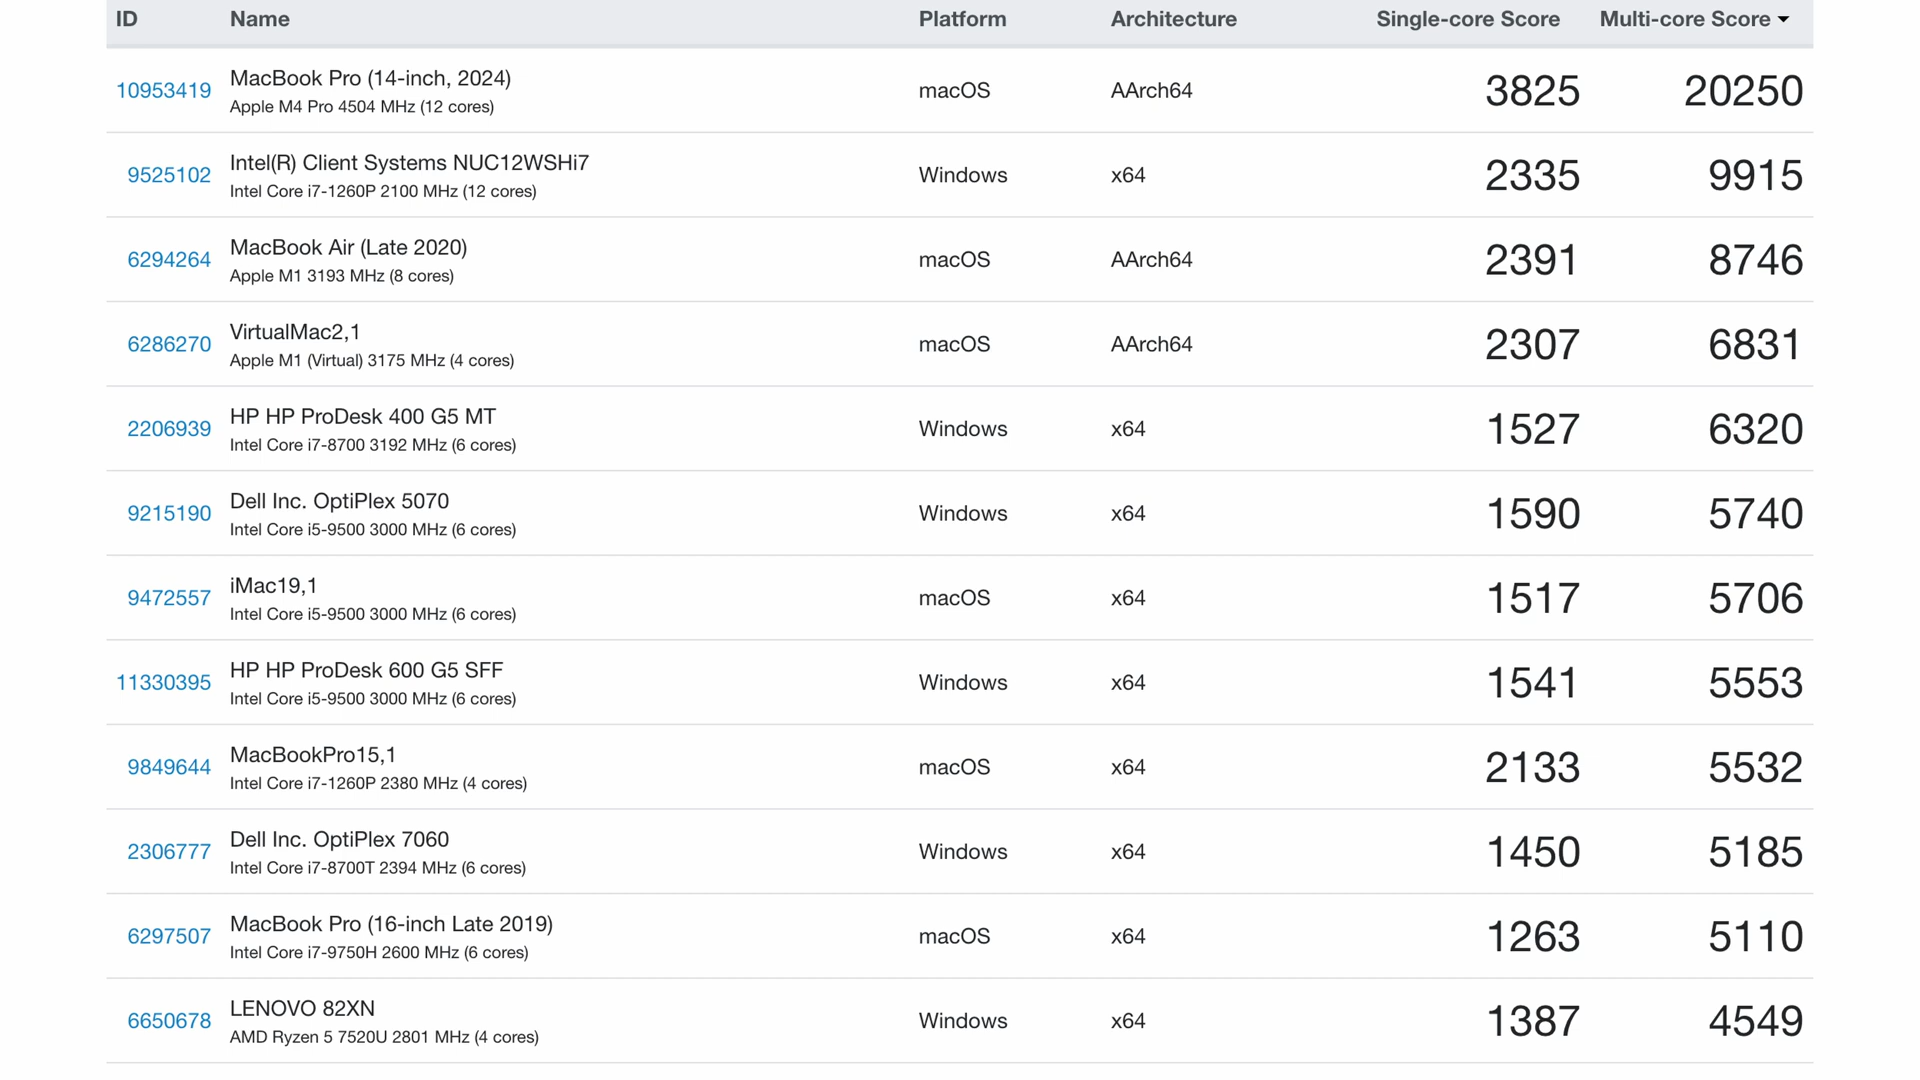 ID Name Platform Architecture Single-core Score Multi-core Score
10953419 MacBook Pro (14-inch, 2024) macOS AArch64 3825 20250
Apple M4 Pro 4504 MHz (12 cores)
9525102 Intel(R) Client Systems NUC12WSHi7 Windows x64 2335 9915
Intel Core i7-1260P 2100 MHz (12 cores)
6294264 MacBook Air (Late 2020) macOS AArch64 2391 8746
Apple M1 3193 MHz (8 cores)
6286270 VirtualMac2,1 macOS AArch64 2307 6831
Apple M1 (Virtual) 3175 MHz (4 cores)
2206939 HP HP ProDesk 400 G5 MT Windows x64 1527 6320
Intel Core i7-8700 3192 MHz (6 cores)
9215190 Dell Inc. OptiPlex 5070 Windows x64 1590 5740
Intel Core i5-9500 3000 MHz (6 cores)
9472557 iMac19,1 macOS x64 1517 5706
Intel Core i5-9500 3000 MHz (6 cores)
11330395 HP HP ProDesk 600 G5 SFF Windows x64 1541 5553
Intel Core i5-9500 3000 MHz (6 cores)
9849644 MacBookPro15,1 macOS x64 2133 5532
Intel Core i7-1260P 2380 MHz (4 cores)
2306777 Dell Inc. OptiPlex 7060 Windows x64 1450 5185
Intel Core i7-8700T 2394 MHz (6 cores)
6297507 MacBook Pro (16-inch Late 2019) macOS x64 1263 5110
Intel Core i7-9750H 2600 MHz (6 cores)
6650678 LENOVO 82XN Windows x64 1387 4549
AMD Ryzen 5 7520U 2801 MHz (4 cores)